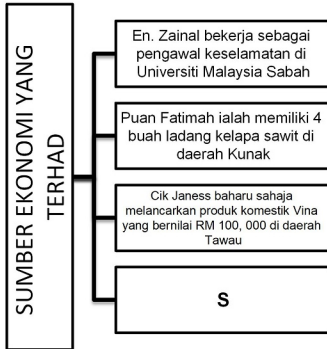 SUMBER EKONOMI YANG
TERHAD
En. Zainal bekerja sebagai
pengawal keselamatan di
Universiti Malaysia Sabah
Puan Fatimah ialah memiliki 4
buah ladang kelapa sawit di
daerah Kunak
Cik Janess baharu sahaja
melancarkan produk komestik Vina
yang bernilai RM 100, 000 di daerah
Tawau
S